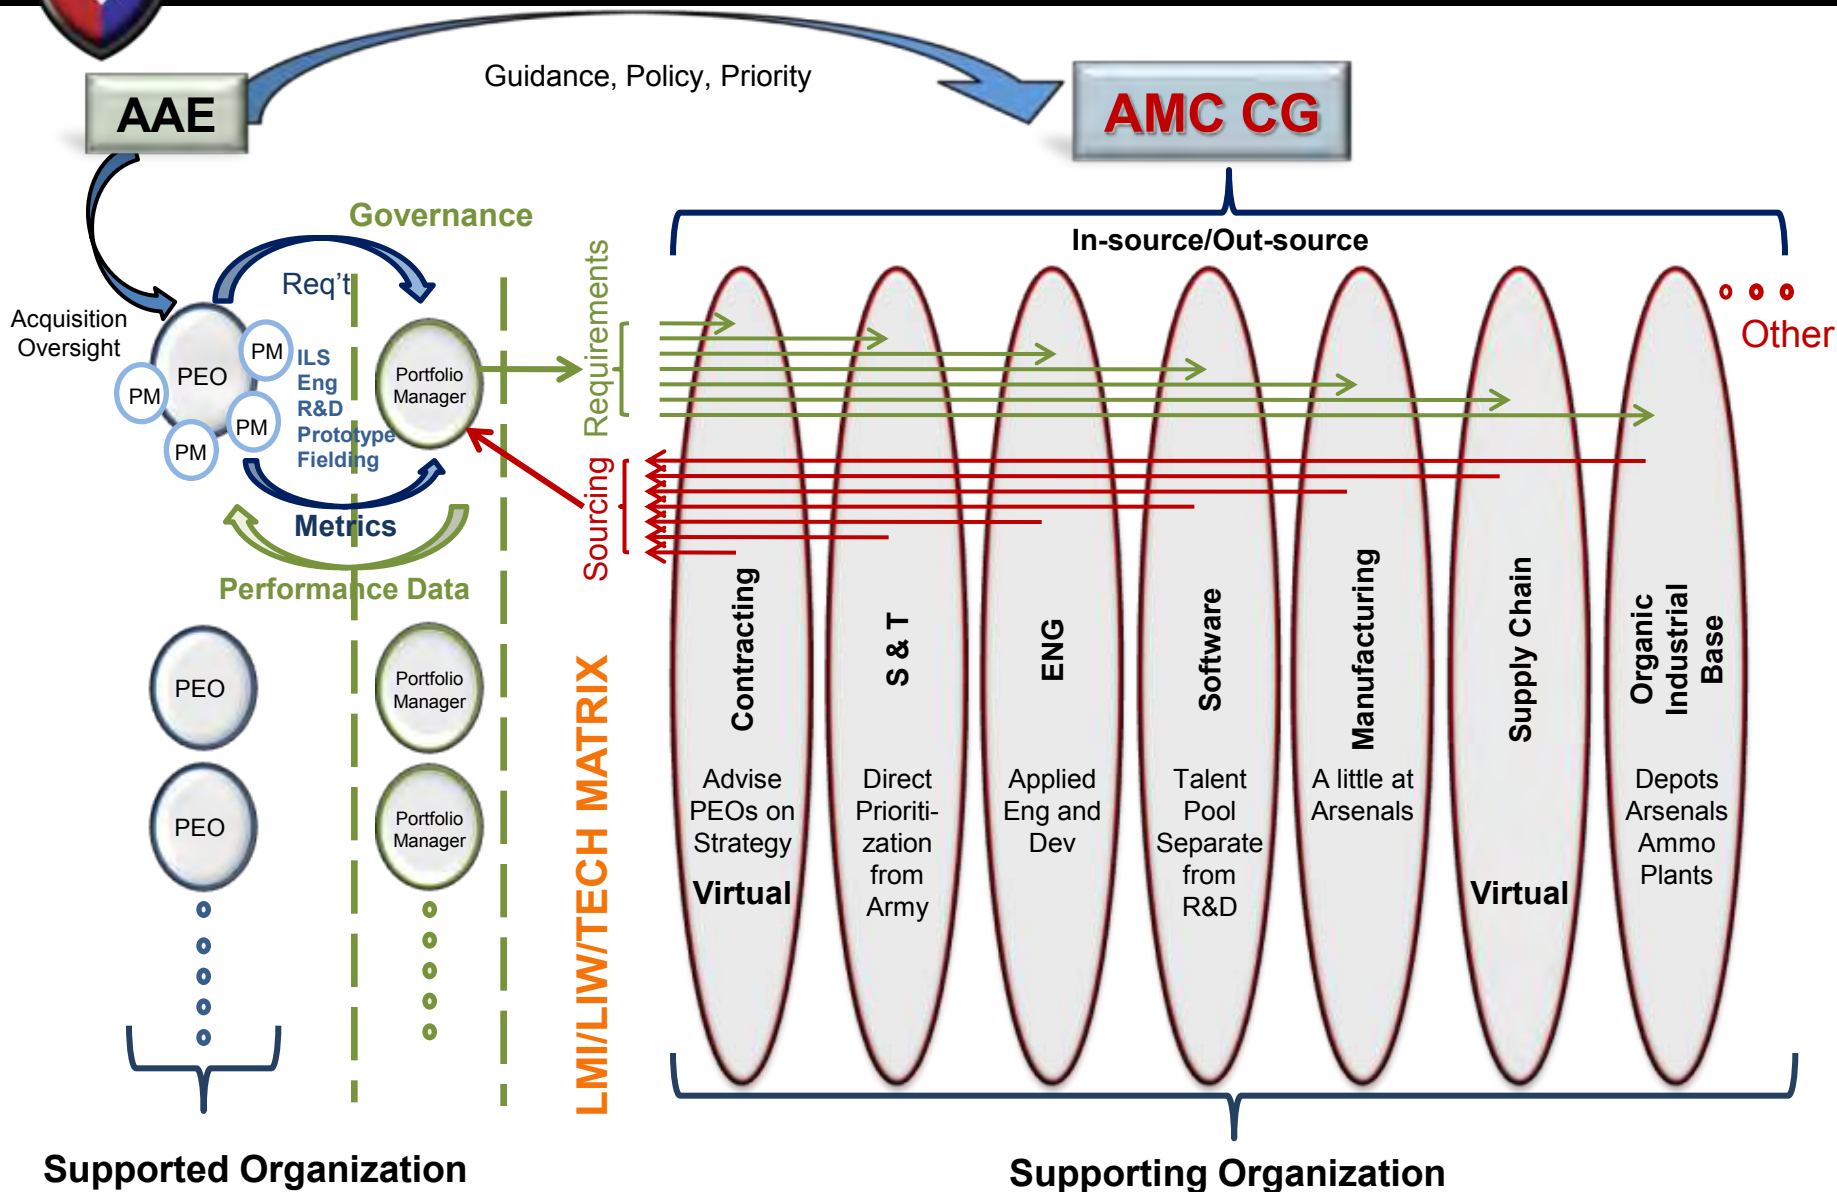 Guidance, Policy, Priority
AAE
AMC CG
Governance
In-source/Out-source
Req't
Acquisition
Oversight
PEO
PM
PM
PM
PM
ILS
Eng
R&D
Prototype
Fielding
Portfolio
Manager
Requirements
Sourcing
Other
Metrics
Performance Data
PEO
Portfolio
Manager
PEO
Portfolio
Manager
LMI/LIW/TECH MATRIX
Contracting
Advise
PEOs on
Strategy
Virtual
S & T
Direct
Prioriti-
zation
from
Army
ENG
Applied
Eng and
Dev
Software
Talent
Pool
Separate
from
R&D
Manufacturing
A little at
Arsenals
Supply Chain
Virtual
Organic
Industrial
Base
Depots
Arsenals
Ammo
Plants
Supported Organization
Supporting Organization